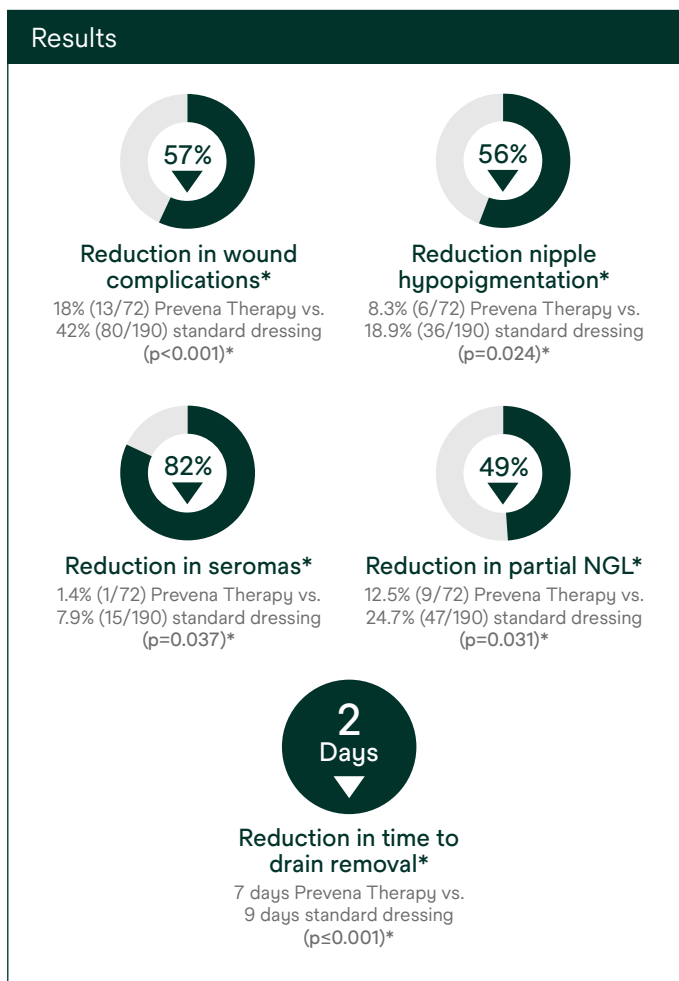 Results
57%
Reduction in wound
complications*
18% (13/72) Prevena Therapy vs.
42% (80/190) standard dressing
(p<0.001)*
56%
Reduction nipple
hypopigmentation*
8.3% (6/72) Prevena Therapy vs.
18.9% (36/190) standard dressing
(p=0.024)*
82%
Reduction in seromas*
1.4% (1/72) Prevena Therapy vs.
7.9% (15/190) standard dressing
(p=0.037)*
49%
Reduction in partial NGL*
12.5% (9/72) Prevena Therapy vs.
24.7% (47/190) standard dressing
(p=0.031)*
2
Days
Reduction in time to
drain removal*
7 days Prevena Therapy vs.
9 days standard dressing
(p≤0.001)*